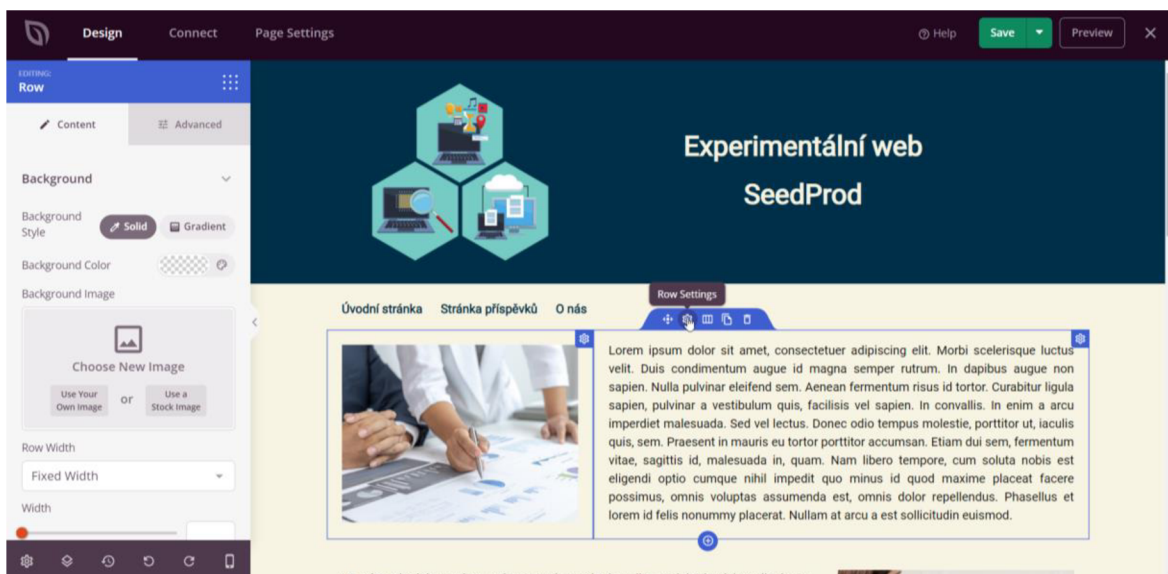 Design Connect Page Settings Help Save Preview
EDITING:
Row
Content Advanced
Background
Background Style Solid Gradient
Background Color
Background Image
Choose New Image
Use Your Own Image or Use a Stock Image
Row Width
Fixed Width
Width
Experimentální web
SeedProd
Row Settings
Úvodní stránka Stránka příspěvků O nás
Lorem ipsum dolor sit amet, consectetuer adipiscing elit. Morbi scelerisque luctus
velit. Duis condimentum augue id magna semper rutrum. In dapibus augue non
sapien. Nulla pulvinar eleifend sem. Aenean fermentum risus id tortor. Curabitur ligula
sapien, pulvinar a vestibulum quis, facilisis vel sapien. In convallis. In enim a arcu
imperdiet malesuada. Sed vel lectus. Donec odio tempus molestie, porttitor ut, iaculis
quis, sem. Praesent in mauris eu tortor porttitor accumsan. Etiam dui sem, fermentum
vitae, sagittis id, malesuada in, quam. Nam libero tempore, cum soluta nobis est
eligendi optio cumque nihil impedit quo minus id quod maxime placeat facere
possimus, omnis voluptas assumenda est, omnis dolor repellendus. Phasellus et
lorem id felis nonummy placerat. Nullam at arcu a est sollicitudin euismod.